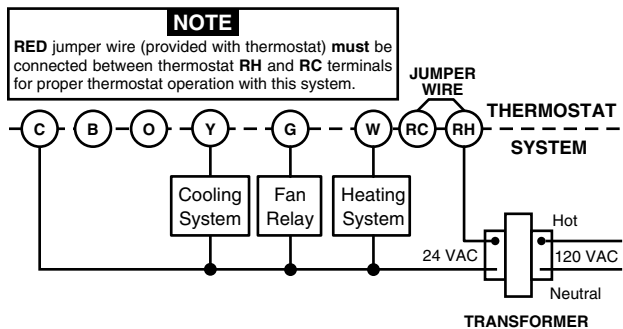 NOTE
RED jumper wire (provided with thermostat) must be
connected between thermostat RH and RC terminals
for proper thermostat operation with this system.
JUMPER
WIRE
THERMOSTAT
C B O Y G W RC RH
SYSTEM
Cooling
System
Fan
Relay
Heating
System
Hot
24 VAC
120 VAC
Neutral
TRANSFORMER